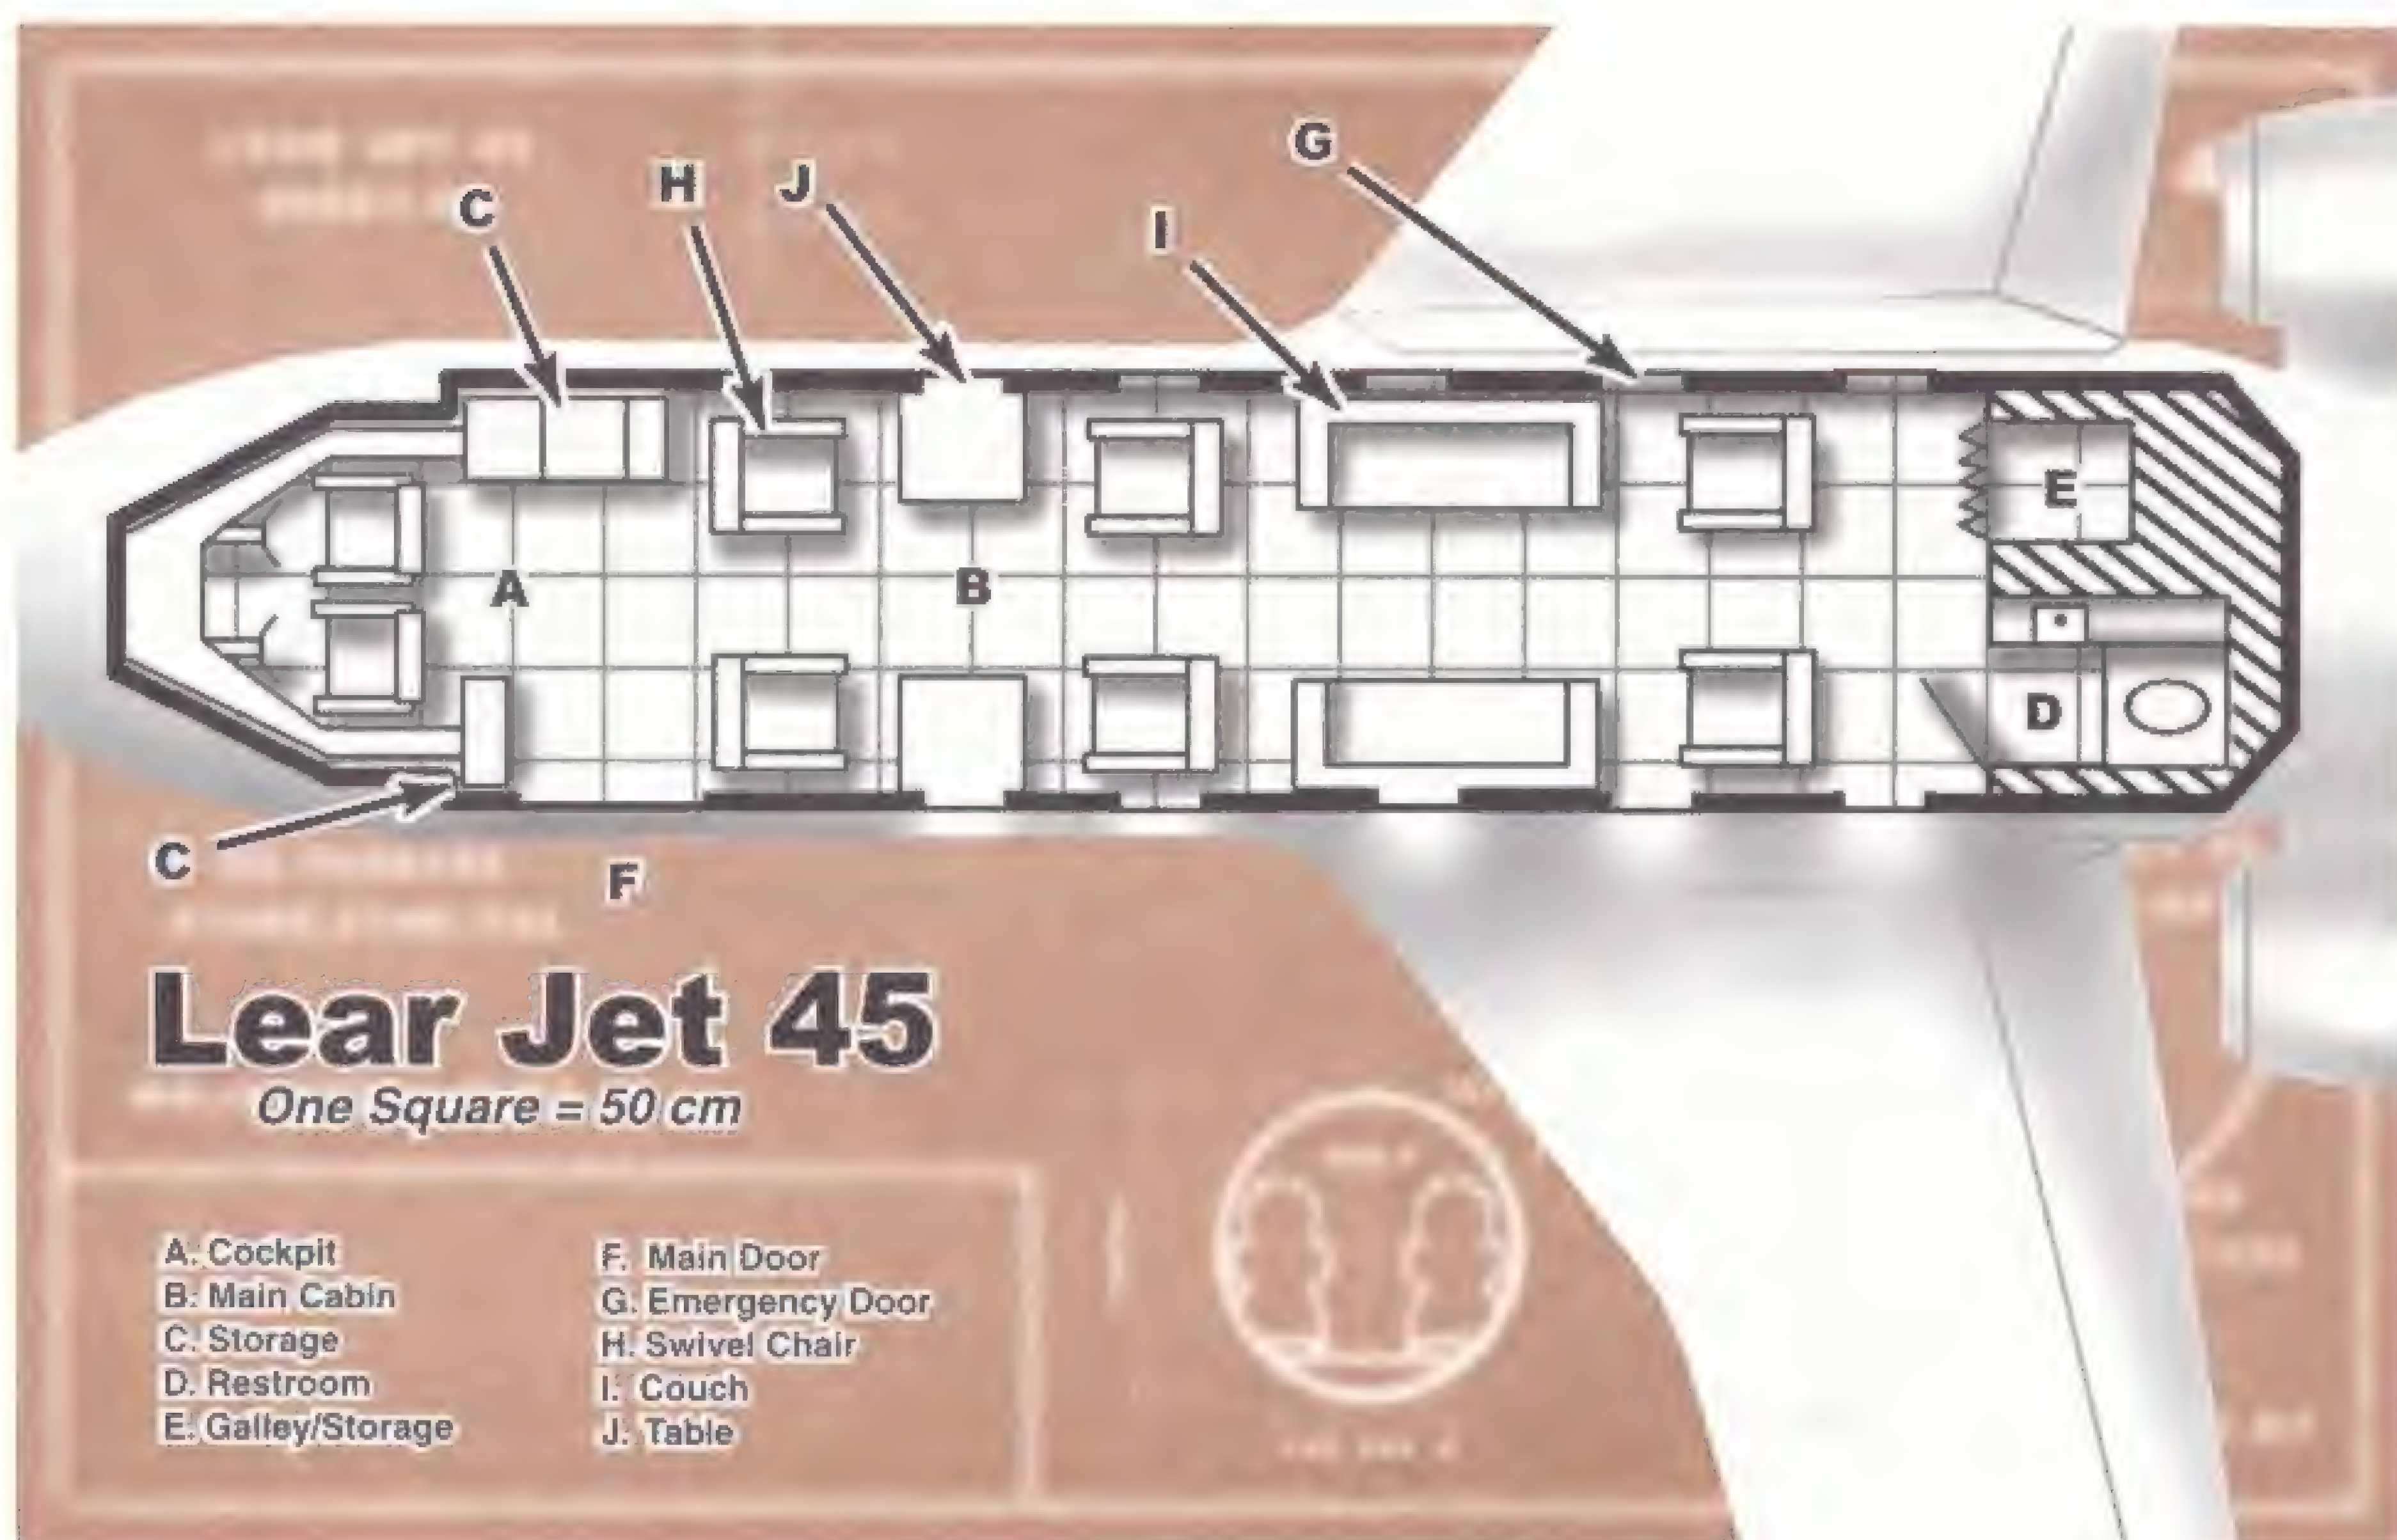 G
H
J
C
I
E
A
B
D
C
F
Lear Jet 45
One Square = 50 cm
A. Cockpit
B. Main Cabin
C. Storage
D. Restroom
E. Galley/Storage
F. Main Door
G. Emergency Door
H. Swivel Chair
I. Couch
J. Table